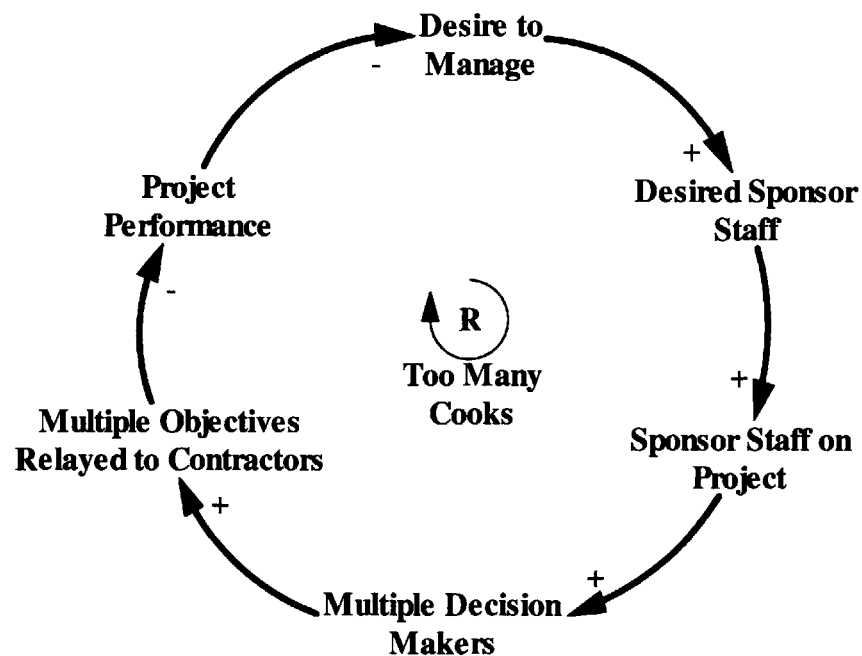 Desire to
Manage
-
+
Desired Sponsor
Staff
+
Sponsor Staff on
Project
+
Multiple Decision
Makers
+
Multiple Objectives
Relayed to Contractors
-
Project
Performance
R
Too Many
Cooks